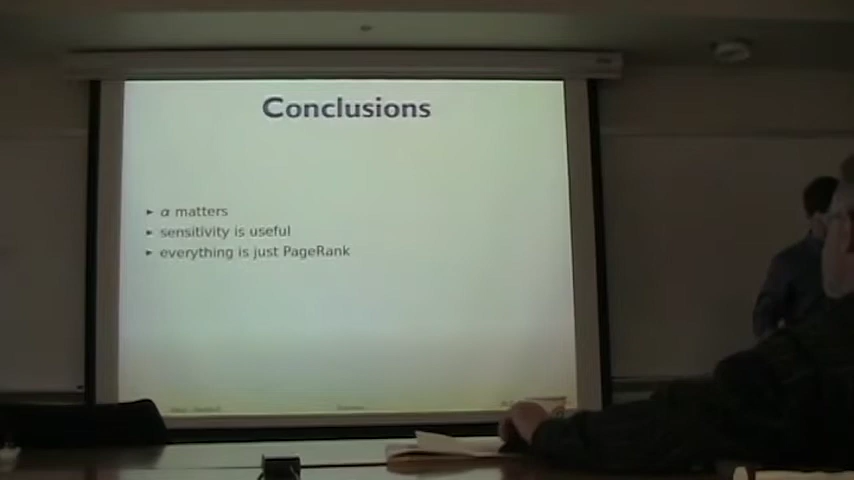 Conclusions
► α matters
► sensitivity is useful
► everything is just PageRank